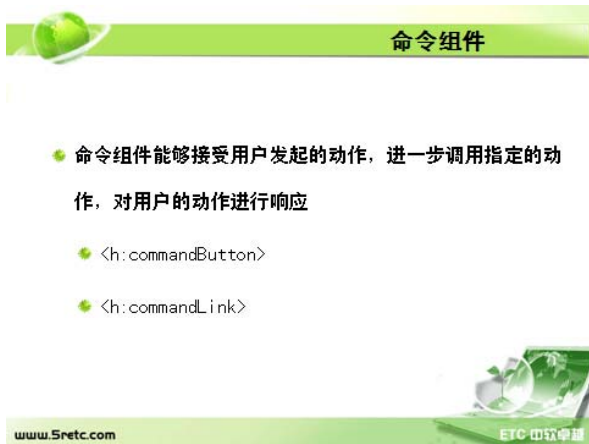 命令组件
命令组件能够接受用户发起的动作，进一步调用指定的动
作，对用户的动作进行响应
<h:commandButton>
<h:commandLink>
www.5retc.com
ETC 中软卓越